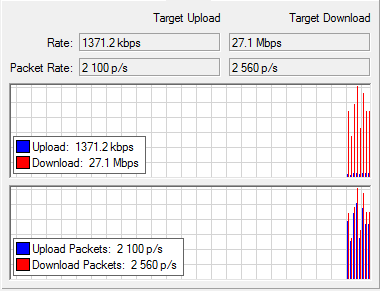 Target Upload Target Download
Rate: 1371.2 kbps 27.1 Mbps
Packet Rate: 2 100 p/s 2 560 p/s
Upload: 1371.2 kbps
Download: 27.1 Mbps
Upload Packets: 2 100 p/s
Download Packets: 2 560 p/s